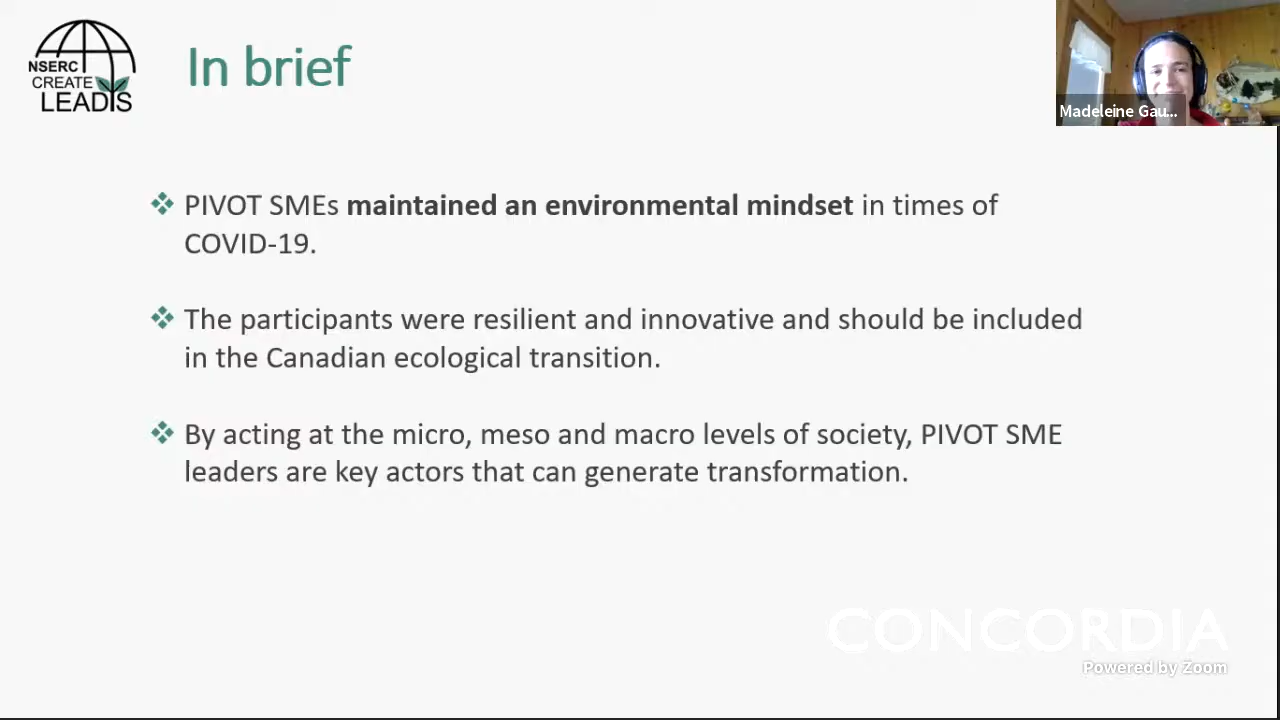 NSERC
CREATE
LEADIS
In brief
Madeleine Gau...
PIVOT SMEs maintained an environmental mindset in times of
COVID-19.
The participants were resilient and innovative and should be included
in the Canadian ecological transition.
By acting at the micro, meso and macro levels of society, PIVOT SME
leaders are key actors that can generate transformation.
CONCORDIA
Powered by Zoom